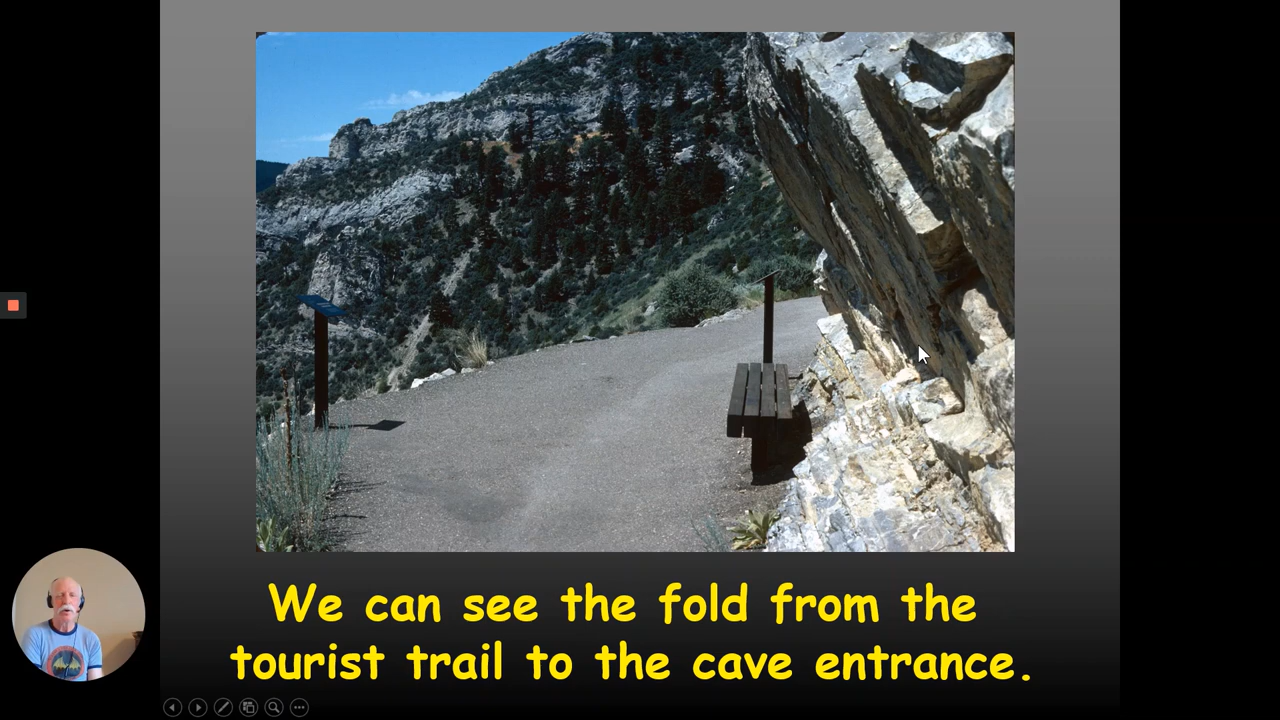 We can see the fold from the
tourist trail to the cave entrance.